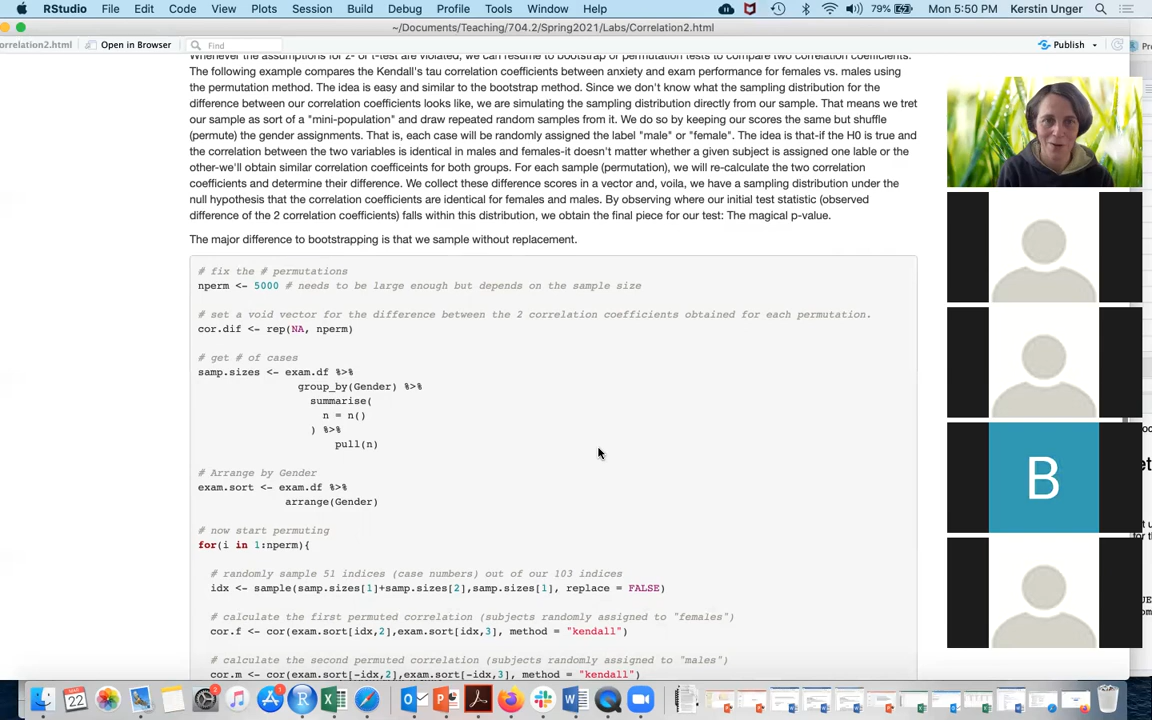 RStudio File Edit Code View Plots Session Build Debug Profile Tools Window Help 79% Mon 5:50 PM Kerstin Unger
~/Documents/Teaching/704.2/Spring2021/Labs/Correlation2.html
orrelation2.html Open in Browser Find Publish
Whenever the assumptions for z- or t-test are violated, we can resume to bootstrap or permutation tests to compare two correlation coefficients.
The following example compares the Kendall's tau correlation coefficients between anxiety and exam performance for females vs. males using
the permutation method. The idea is easy and similar to the bootstrap method. Since we don't know what the sampling distribution for the
difference between our correlation coefficients looks like, we are simulating the sampling distribution directly from our sample. That means we tret
our sample as sort of a "mini-population" and draw repeated random samples from it. We do so by keeping our scores the same but shuffle
(permute) the gender assignments. That is, each case will be randomly assigned the label "male" or "female". The idea is that-if the H0 is true and
the correlation between the two variables is identical in males and females-it doesn't matter whether a given subject is assigned one lable or the
other-we'll obtain similar correlation coefficeints for both groups. For each sample (permutation), we will re-calculate the two correlation
coefficients and determine their difference. We collect these difference scores in a vector and, voila, we have a sampling distribution under the
null hypothesis that the correlation coefficients are identical for females and males. By observing where our initial test statistic (observed
difference of the 2 correlation coefficients) falls within this distribution, we obtain the final piece for our test: The magical p-value.
The major difference to bootstrapping is that we sample without replacement.
# fix the # permutations
nperm <- 5000 # needs to be large enough but depends on the sample size
# set a void vector for the difference between the 2 correlation coefficients obtained for each permutation.
cor.dif <- rep(NA, nperm)
# get # of cases
samp.sizes <- exam.df %>%
group_by(Gender) %>%
summarise(
n = n()
) %>%
pull(n)
# Arrange by Gender
exam.sort <- exam.df %>%
arrange(Gender)
# now start permuting
for(i in 1:nperm){
# randomly sample 51 indices (case numbers) out of our 103 indices
idx <- sample(samp.sizes[1]+samp.sizes[2],samp.sizes[1], replace = FALSE)
# calculate the first permuted correlation (subjects randomly assigned to "females")
cor.f <- cor(exam.sort[idx,2],exam.sort[idx,3], method = "kendall")
# calculate the second permuted correlation (subjects randomly assigned to "males")
cor.m <- cor(exam.sort[-idx,2],exam.sort[-idx,3], method = "kendall")
B
22